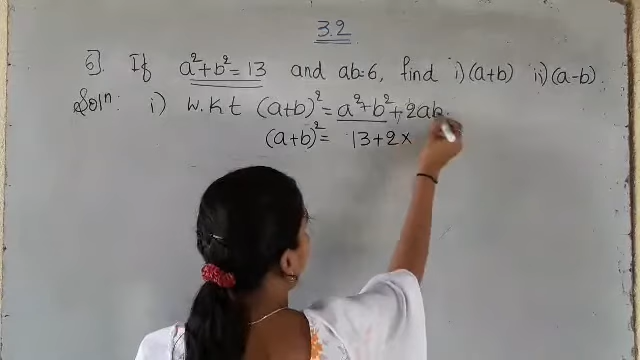 3.2
6]. If a²+b²=13 and ab=6, find i) (a+b) ii) (a-b).
Solⁿ: i) W.K.t (a+b)² = a²+b²+2ab
(a+b)² = 13+2×